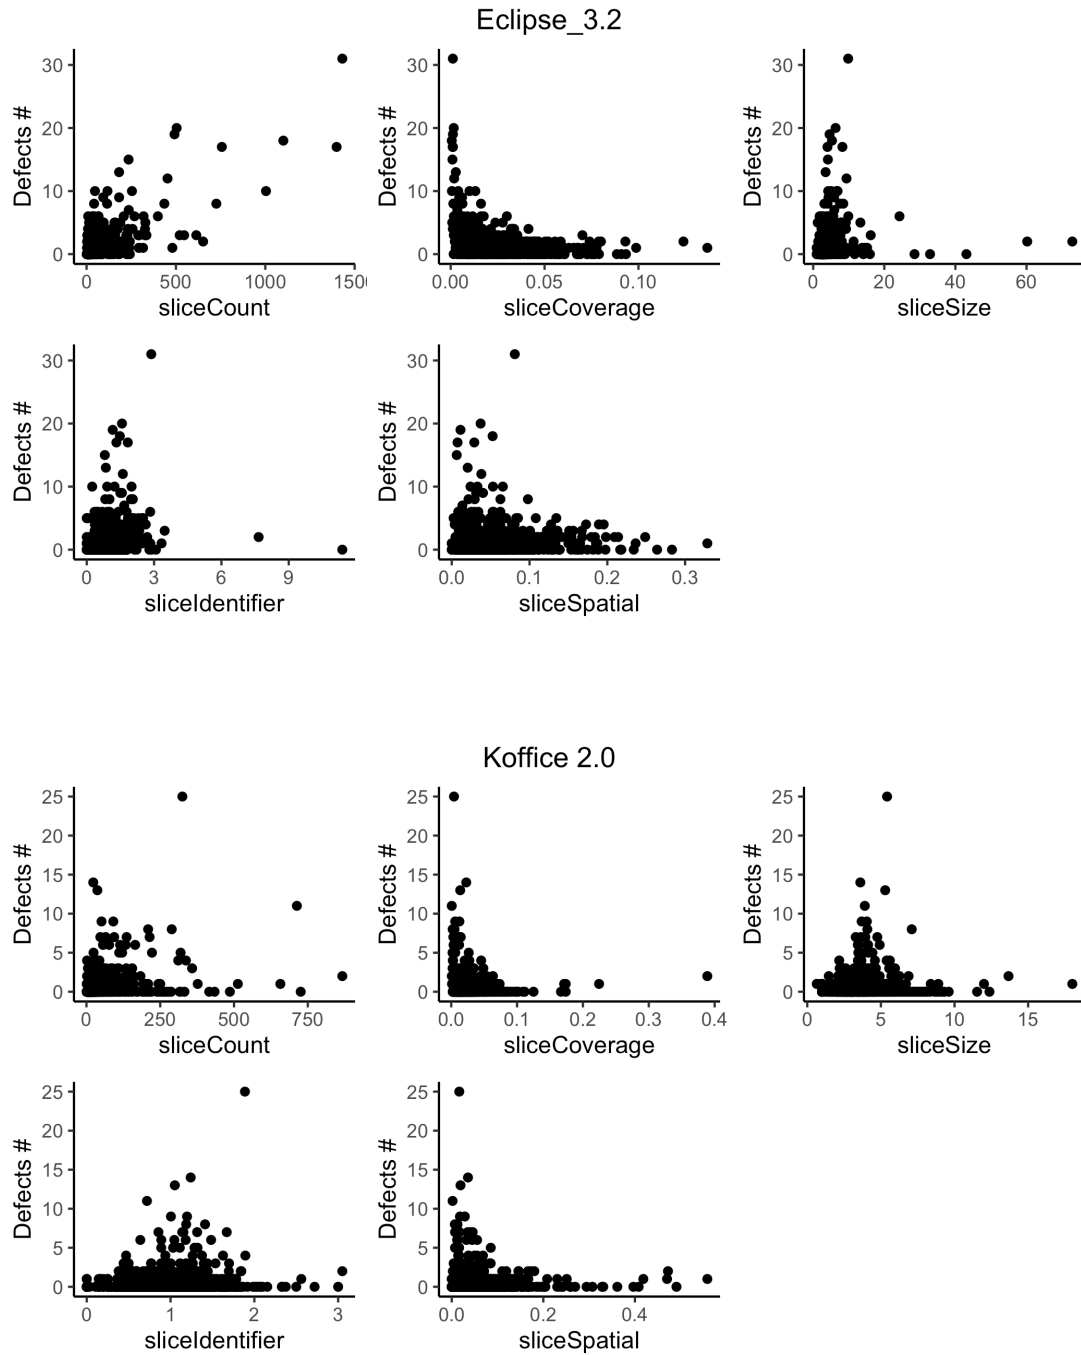 Eclipse_3.2
Defects #
30
20
10
0
0 500 1000 1500
sliceCount
Defects #
30
20
10
0
0.00 0.05 0.10
sliceCoverage
Defects #
30
20
10
0
0 20 40 60
sliceSize
Defects #
30
20
10
0
0 3 6 9
sliceIdentifier
Defects #
30
20
10
0
0.0 0.1 0.2 0.3
sliceSpatial
Koffice 2.0
Defects #
25
20
15
10
5
0
0 250 500 750
sliceCount
Defects #
25
20
15
10
5
0
0.0 0.1 0.2 0.3 0.4
sliceCoverage
Defects #
25
20
15
10
5
0
0 5 10 15
sliceSize
Defects #
25
20
15
10
5
0
0 1 2 3
sliceIdentifier
Defects #
25
20
15
10
5
0
0.0 0.2 0.4
sliceSpatial